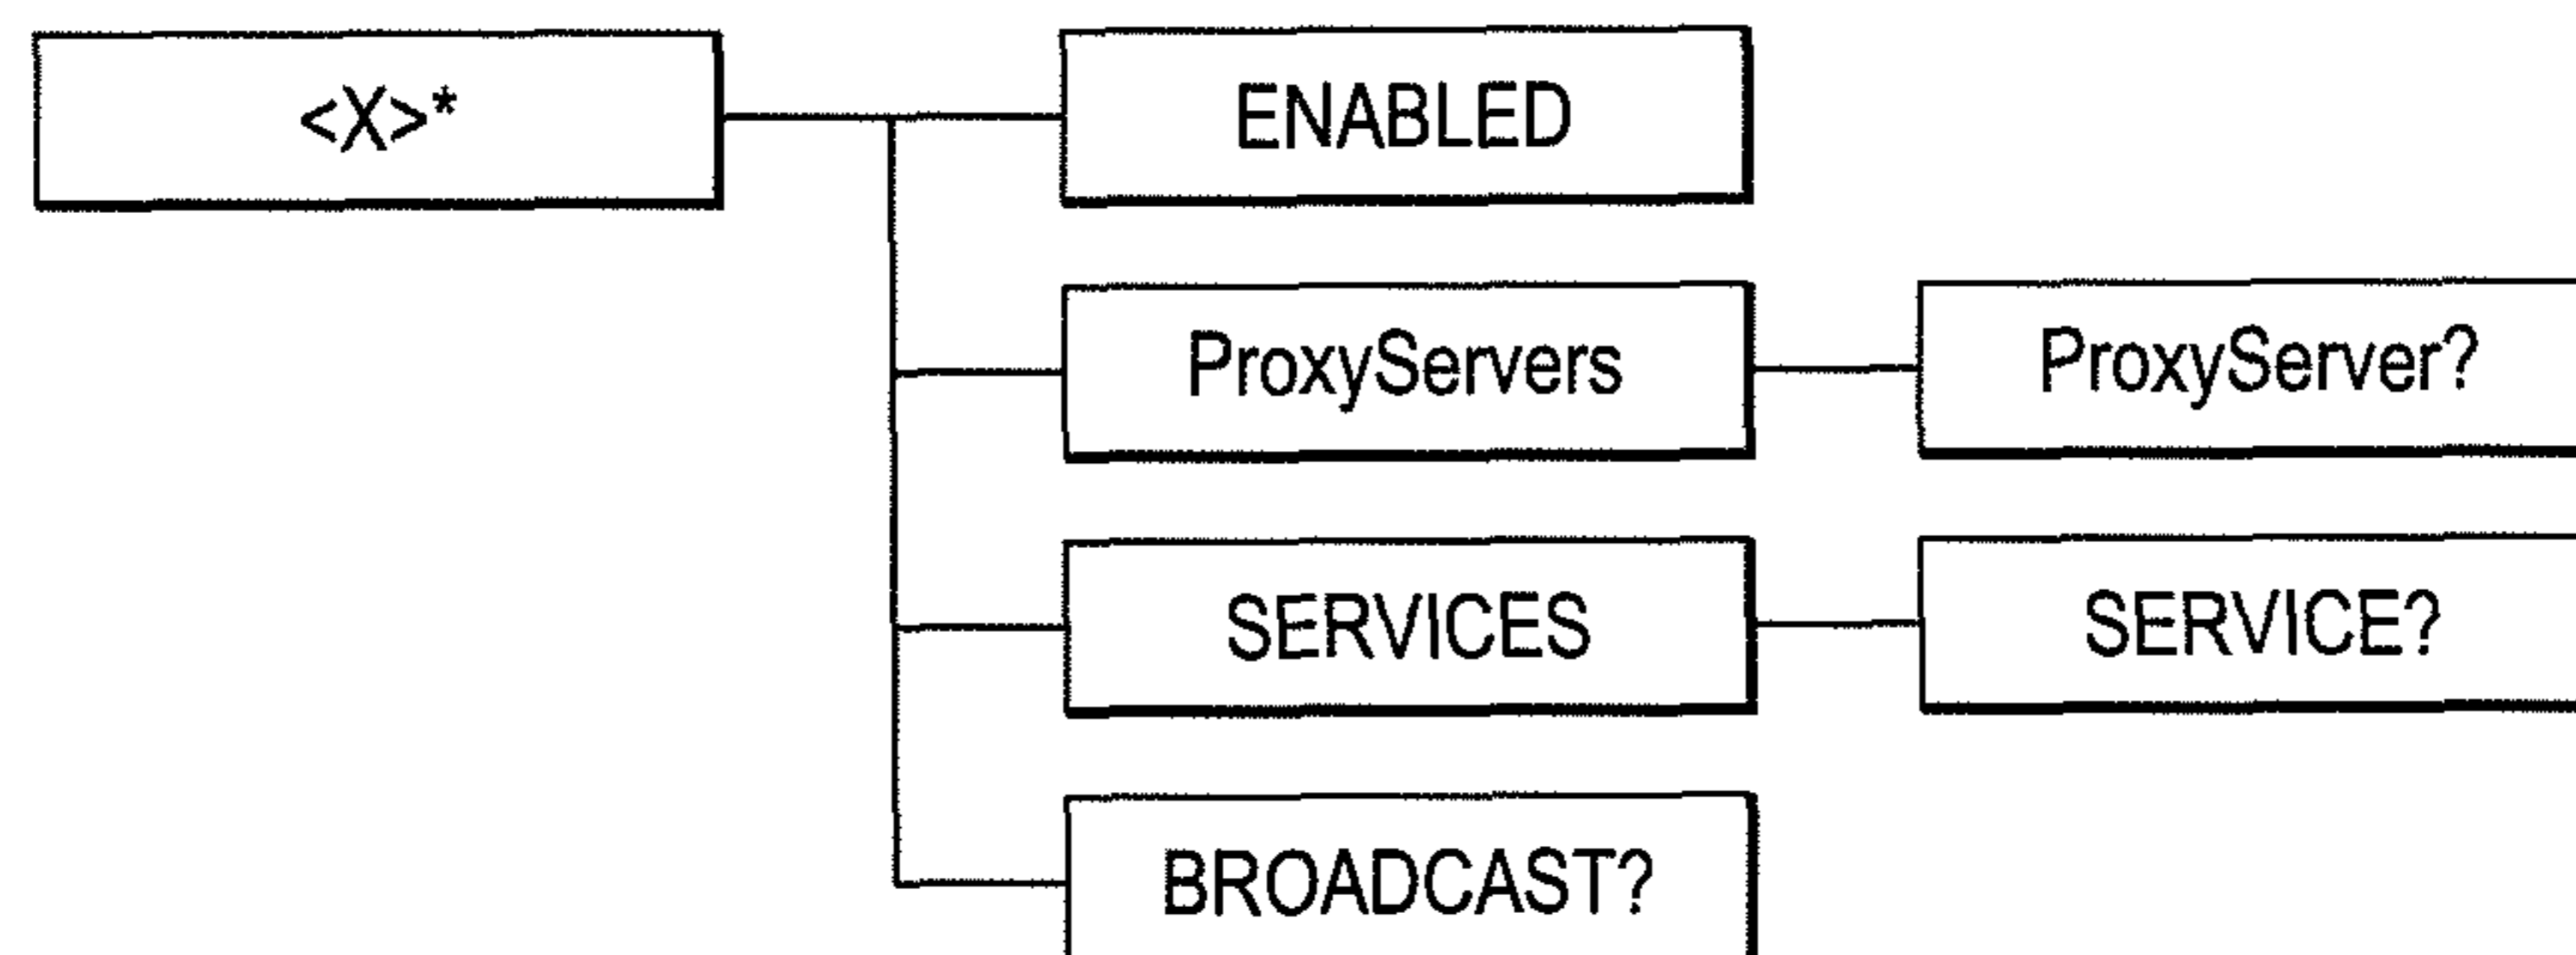 <X>*
ENABLED
ProxyServers
ProxyServer?
SERVICES
SERVICE?
BROADCAST?